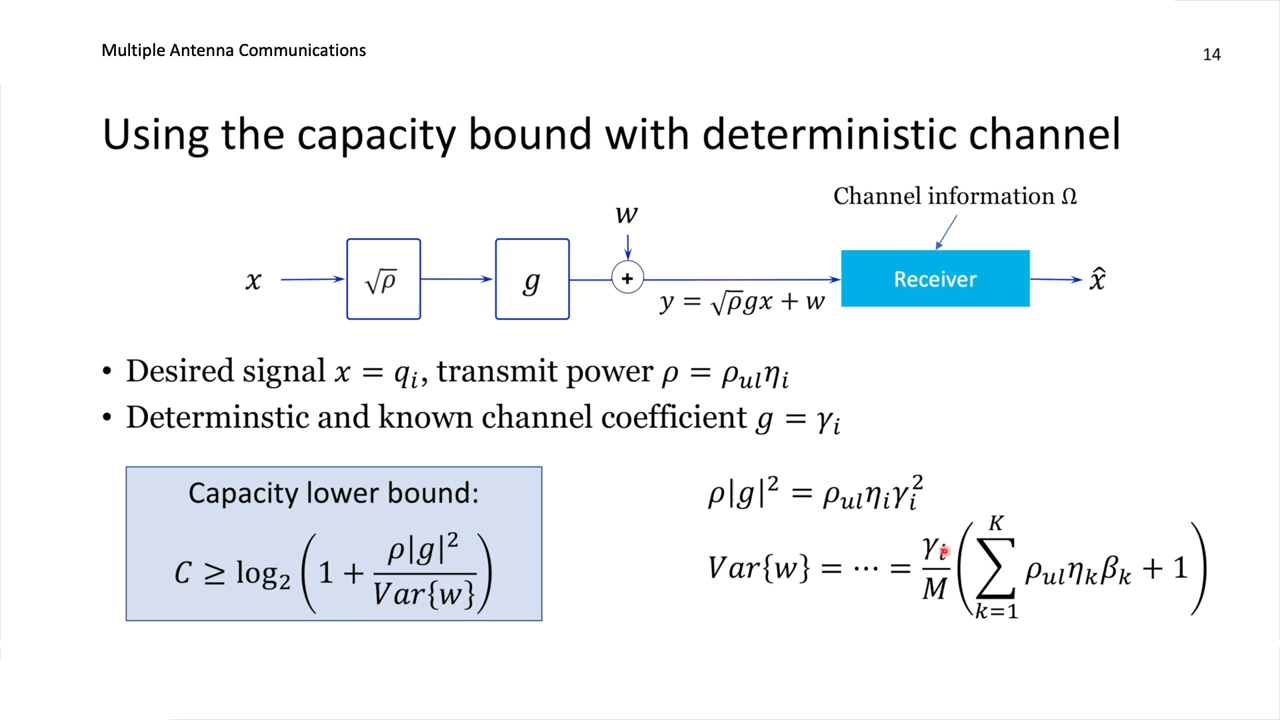 Multiple Antenna Communications
14
Using the capacity bound with deterministic channel
Channel information Ω
w
x
√ρ
g
+
Receiver
x̂
y = √ρgx + w
• Desired signal x = qᵢ, transmit power ρ = ρᵤₗηᵢ
• Determinstic and known channel coefficient g = γᵢ
Capacity lower bound:
C ≥ log₂ (1 + ρ|g|² / Var{w})
ρ|g|² = ρᵤₗηᵢγᵢ²
Var{w} = ⋯ = γᵢ/M (∑_{k=1}^{K} ρᵤₗηₖβₖ + 1)